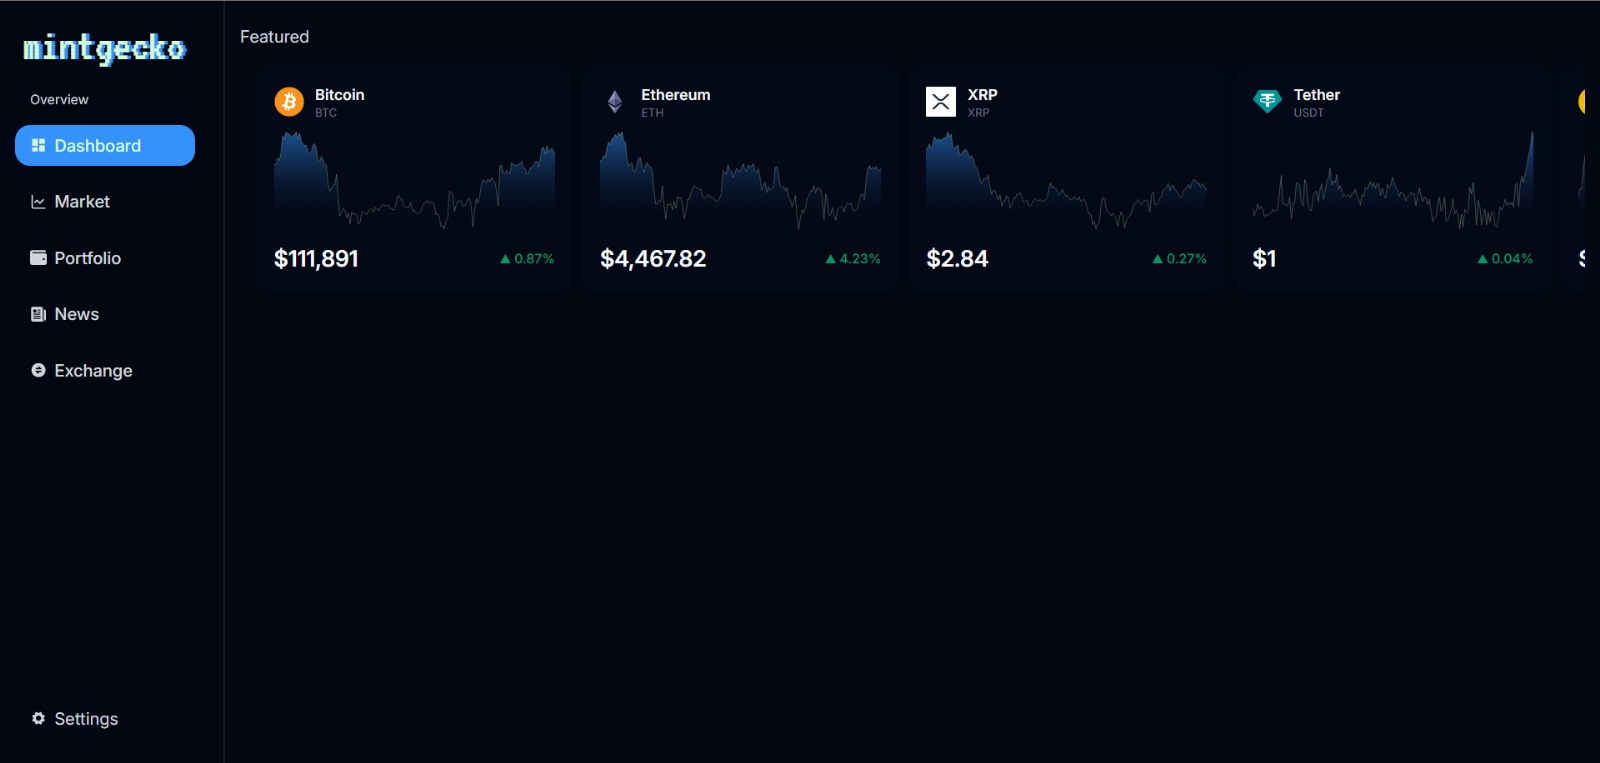 mintgecko
Overview
Dashboard
Market
Portfolio
News
Exchange
Settings
Featured
Bitcoin
BTC
$111,891
▲ 0.87%
Ethereum
ETH
$4,467.82
▲ 4.23%
XRP
XRP
$2.84
▲ 0.27%
Tether
USDT
$1
▲ 0.04%